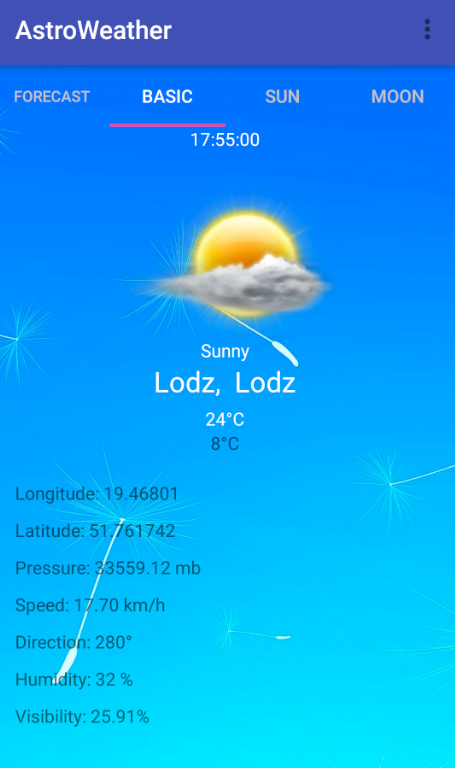 AstroWeather
FORECAST BASIC SUN MOON
17:55:00
Sunny
Lodz, Lodz
24°C
8°C
Longitude: 19.46801
Latitude: 51.761742
Pressure: 33559.12 mb
Speed: 17.70 km/h
Direction: 280°
Humidity: 32 %
Visibility: 25.91%